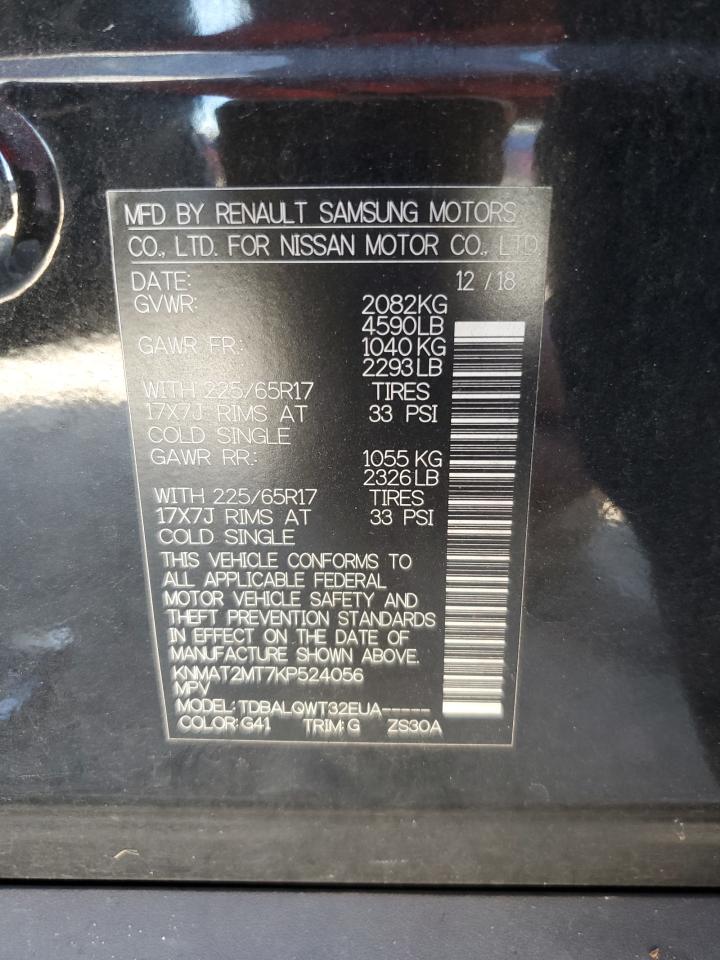 MFD BY RENAULT SAMSUNG MOTORS
CO., LTD. FOR NISSAN MOTOR CO., LTD
DATE: 12 / 18
GVWR: 2082KG
4590LB
GAWR FR: 1040 KG
2293LB
WITH 225/65R17 TIRES
17X7J RIMS AT 33 PSI
COLD SINGLE
GAWR RR: 1055 KG
2326LB
WITH 225/65R17 TIRES
17X7J RIMS AT 33 PSI
COLD SINGLE
THIS VEHICLE CONFORMS TO
ALL APPLICABLE FEDERAL
MOTOR VEHICLE SAFETY AND
THEFT PREVENTION STANDARDS
IN EFFECT ON THE DATE OF
MANUFACTURE SHOWN ABOVE.
KNMAT2MT7KP524056
MPV
MODEL: TDBALQWT32EUA-----
COLOR: G41 TRIM: G ZS30A